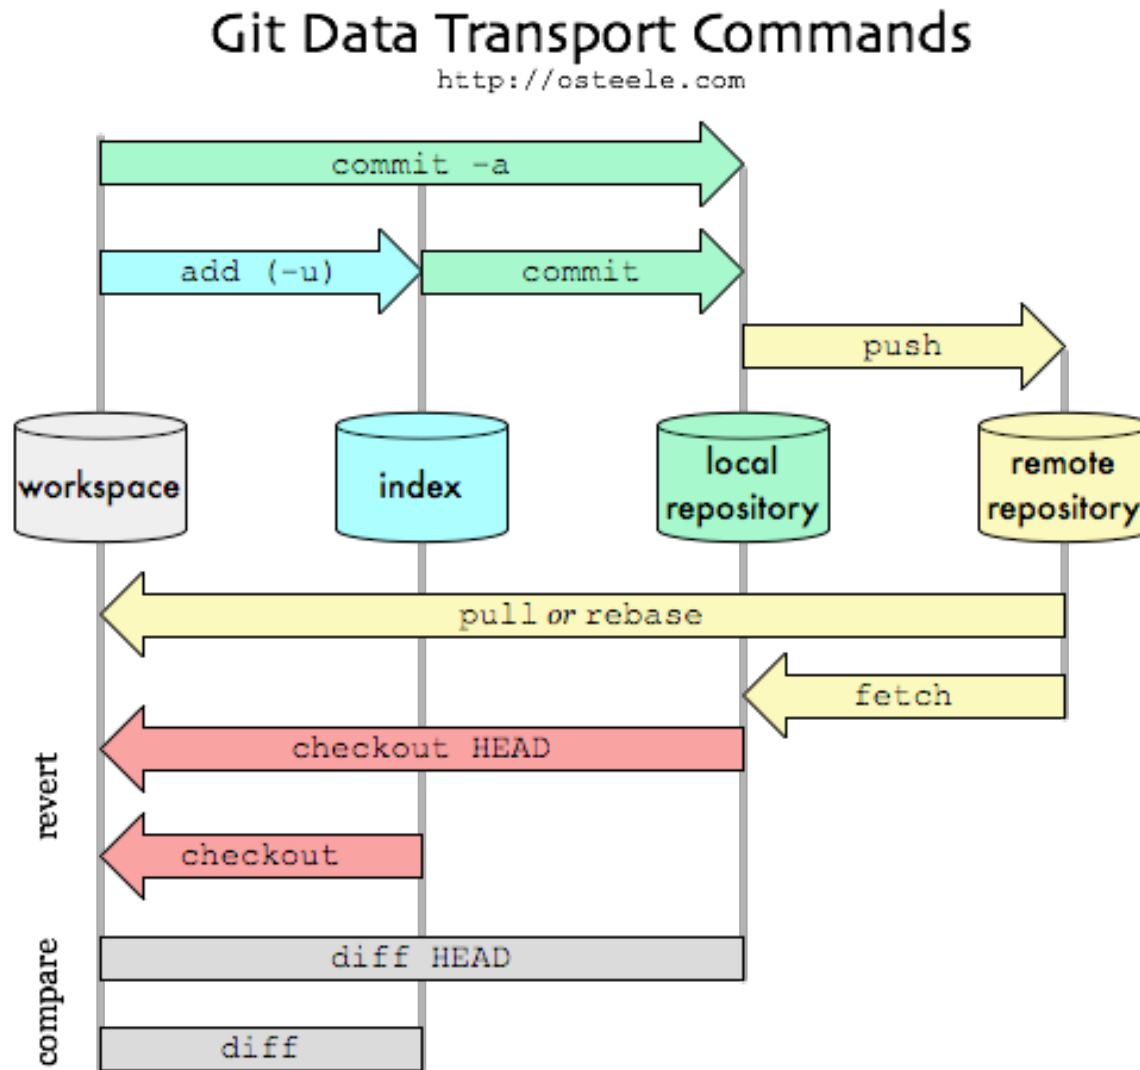 Git Data Transport Commands
http://osteele.com
commit -a
add (-u)
commit
push
workspace
index
local
repository
remote
repository
pull or rebase
fetch
revert
checkout HEAD
checkout
compare
diff HEAD
diff